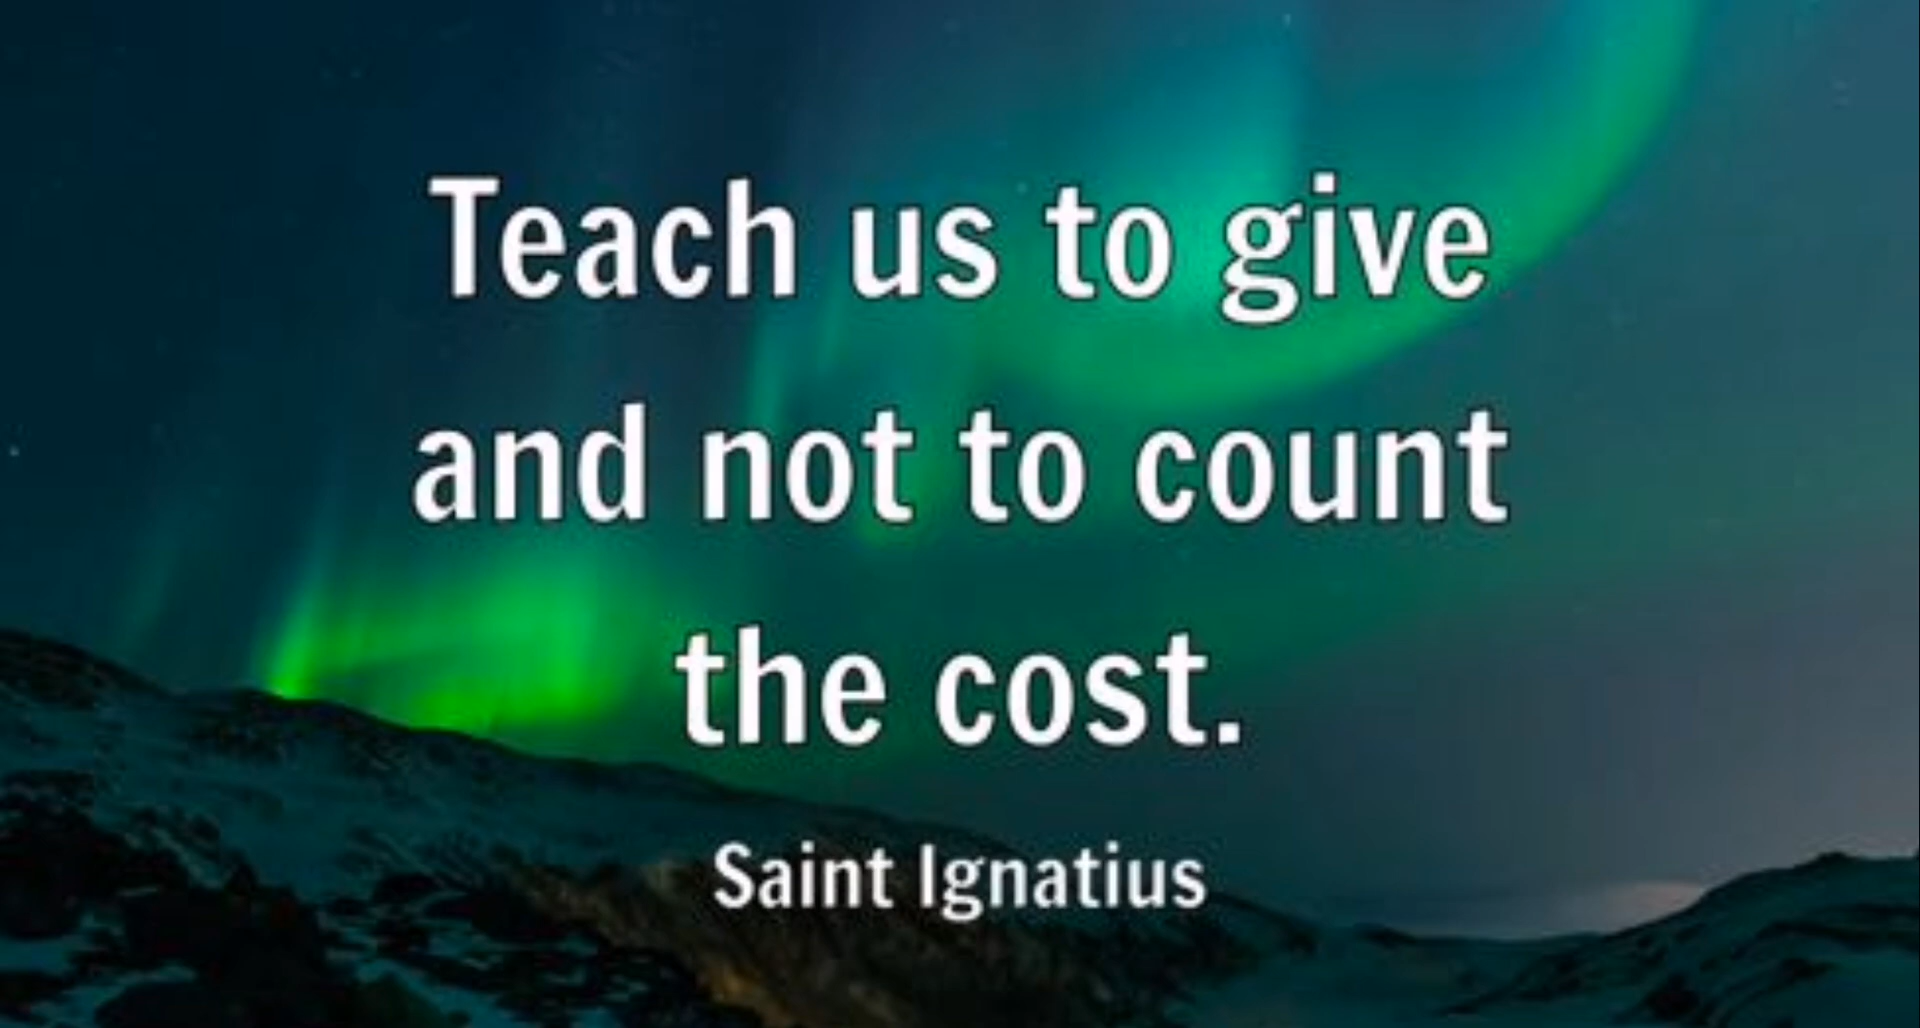 Teach us to give
and not to count
the cost.
Saint Ignatius